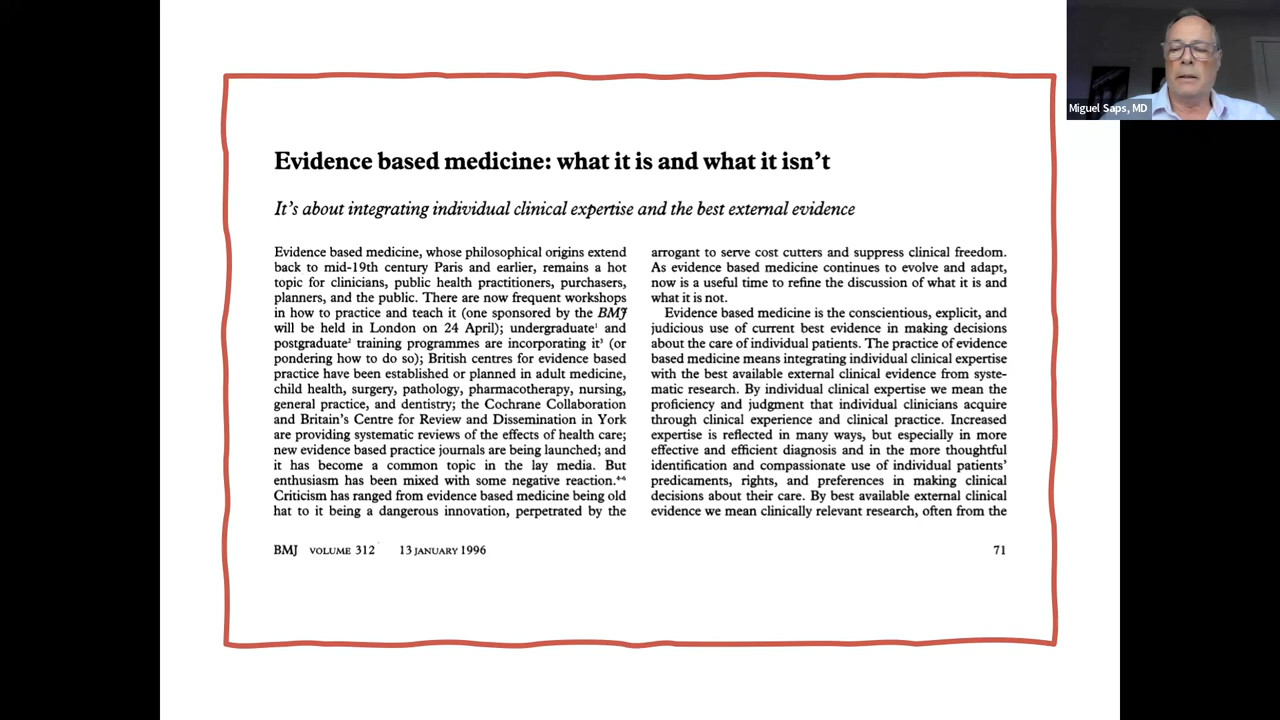 Miguel Saps, MD
Evidence based medicine: what it is and what it isn't
It's about integrating individual clinical expertise and the best external evidence
Evidence based medicine, whose philosophical origins extend
back to mid-19th century Paris and earlier, remains a hot
topic for clinicians, public health practitioners, purchasers,
planners, and the public. There are now frequent workshops
in how to practice and teach it (one sponsored by the BMJ
will be held in London on 24 April); undergraduate¹ and
postgraduate² training programmes are incorporating it³ (or
pondering how to do so); British centres for evidence based
practice have been established or planned in adult medicine,
child health, surgery, pathology, pharmacotherapy, nursing,
general practice, and dentistry; the Cochrane Collaboration
and Britain's Centre for Review and Dissemination in York
are providing systematic reviews of the effects of health care;
new evidence based practice journals are being launched; and
it has become a common topic in the lay media. But
enthusiasm has been mixed with some negative reaction.⁴⁻⁶
Criticism has ranged from evidence based medicine being old
hat to it being a dangerous innovation, perpetrated by the
arrogant to serve cost cutters and suppress clinical freedom.
As evidence based medicine continues to evolve and adapt,
now is a useful time to refine the discussion of what it is and
what it is not.
Evidence based medicine is the conscientious, explicit, and
judicious use of current best evidence in making decisions
about the care of individual patients. The practice of evidence
based medicine means integrating individual clinical expertise
with the best available external clinical evidence from syste-
matic research. By individual clinical expertise we mean the
proficiency and judgment that individual clinicians acquire
through clinical experience and clinical practice. Increased
expertise is reflected in many ways, but especially in more
effective and efficient diagnosis and in the more thoughtful
identification and compassionate use of individual patients'
predicaments, rights, and preferences in making clinical
decisions about their care. By best available external clinical
evidence we mean clinically relevant research, often from the
BMJ VOLUME 312 13 JANUARY 1996
71